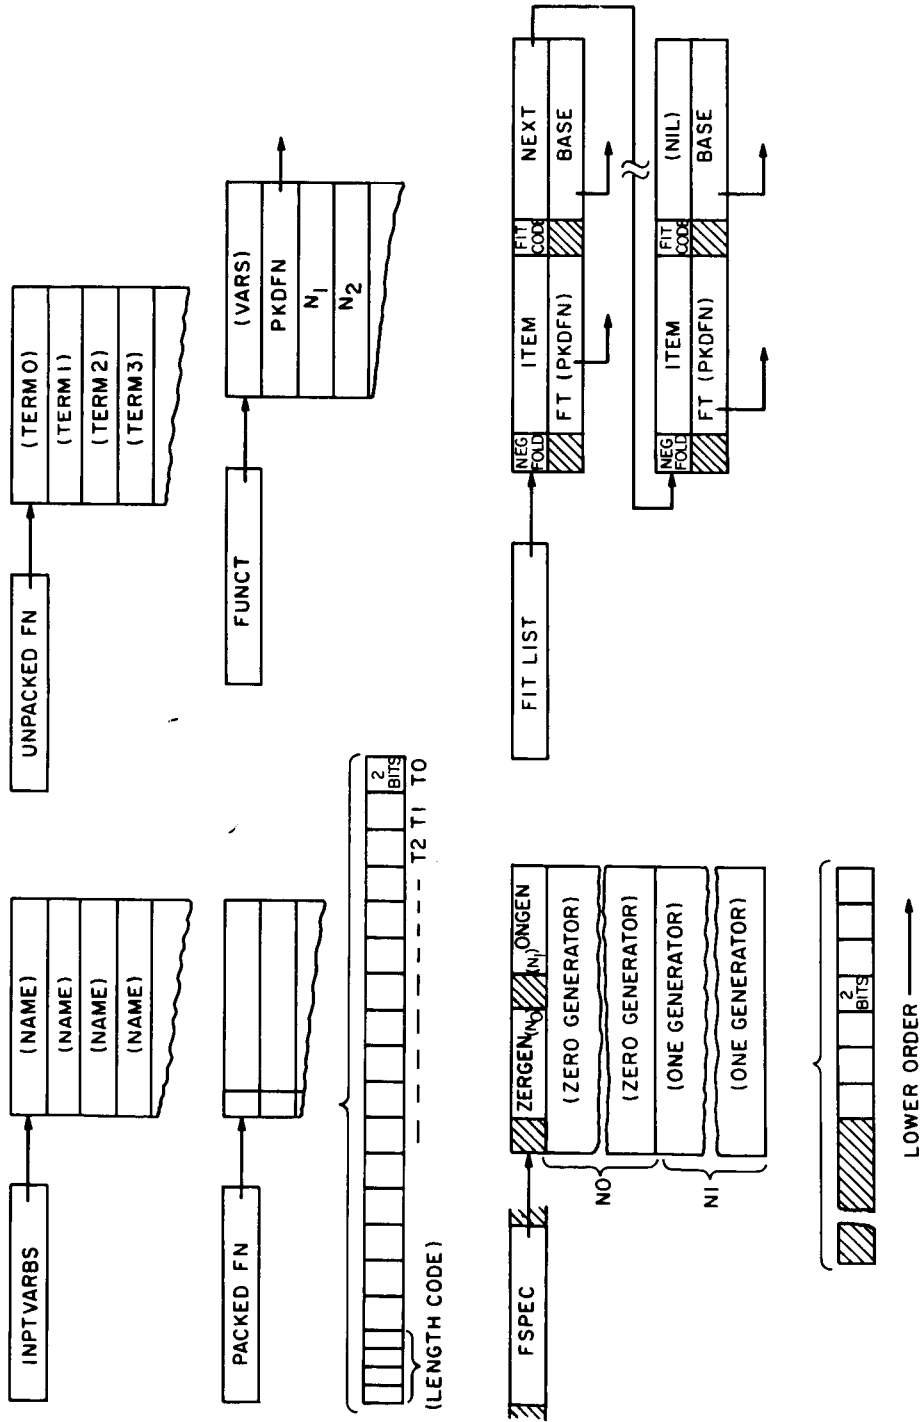 INPTVARBS
(NAME)
(NAME)
(NAME)
(NAME)
UNPACKED FN
(TERM0)
(TERM1)
(TERM2)
(TERM3)
PACKED FN
FUNCT
(VARS)
PKDFN
N1
N2
2
BITS
(LENGTH CODE)
T2 T1 T0
FSPEC
ZERGEN(N0)
(N1)ONGEN
(ZERO GENERATOR)
(ZERO GENERATOR)
(ONE GENERATOR)
(ONE GENERATOR)
N0
N1
2
BITS
LOWER ORDER
FIT LIST
NEG
FOLD
ITEM
FIT
CODE
NEXT
FT (PKDFN)
BASE
NEG
FOLD
ITEM
FIT
CODE
(NIL)
FT (PKDFN)
BASE